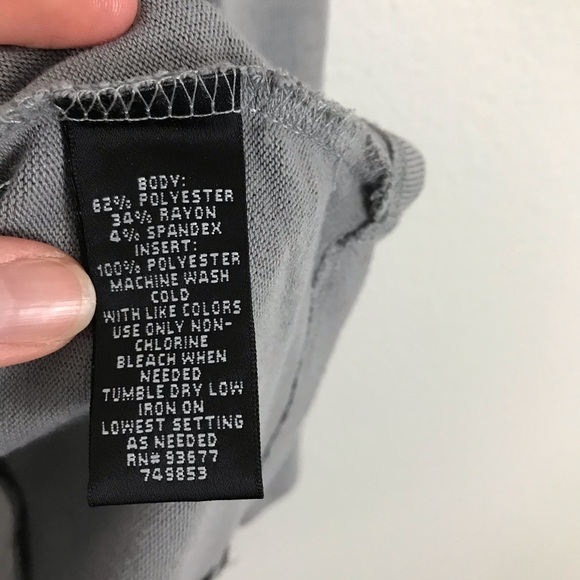 BODY:
62% POLYESTER
34% RAYON
4% SPANDEX
INSERT:
100% POLYESTER
MACHINE WASH
COLD
WITH LIKE COLORS
USE ONLY NON-
CHLORINE
BLEACH WHEN
NEEDED
TUMBLE DRY LOW
IRON ON
LOWEST SETTING
AS NEEDED
RN# 93677
749853